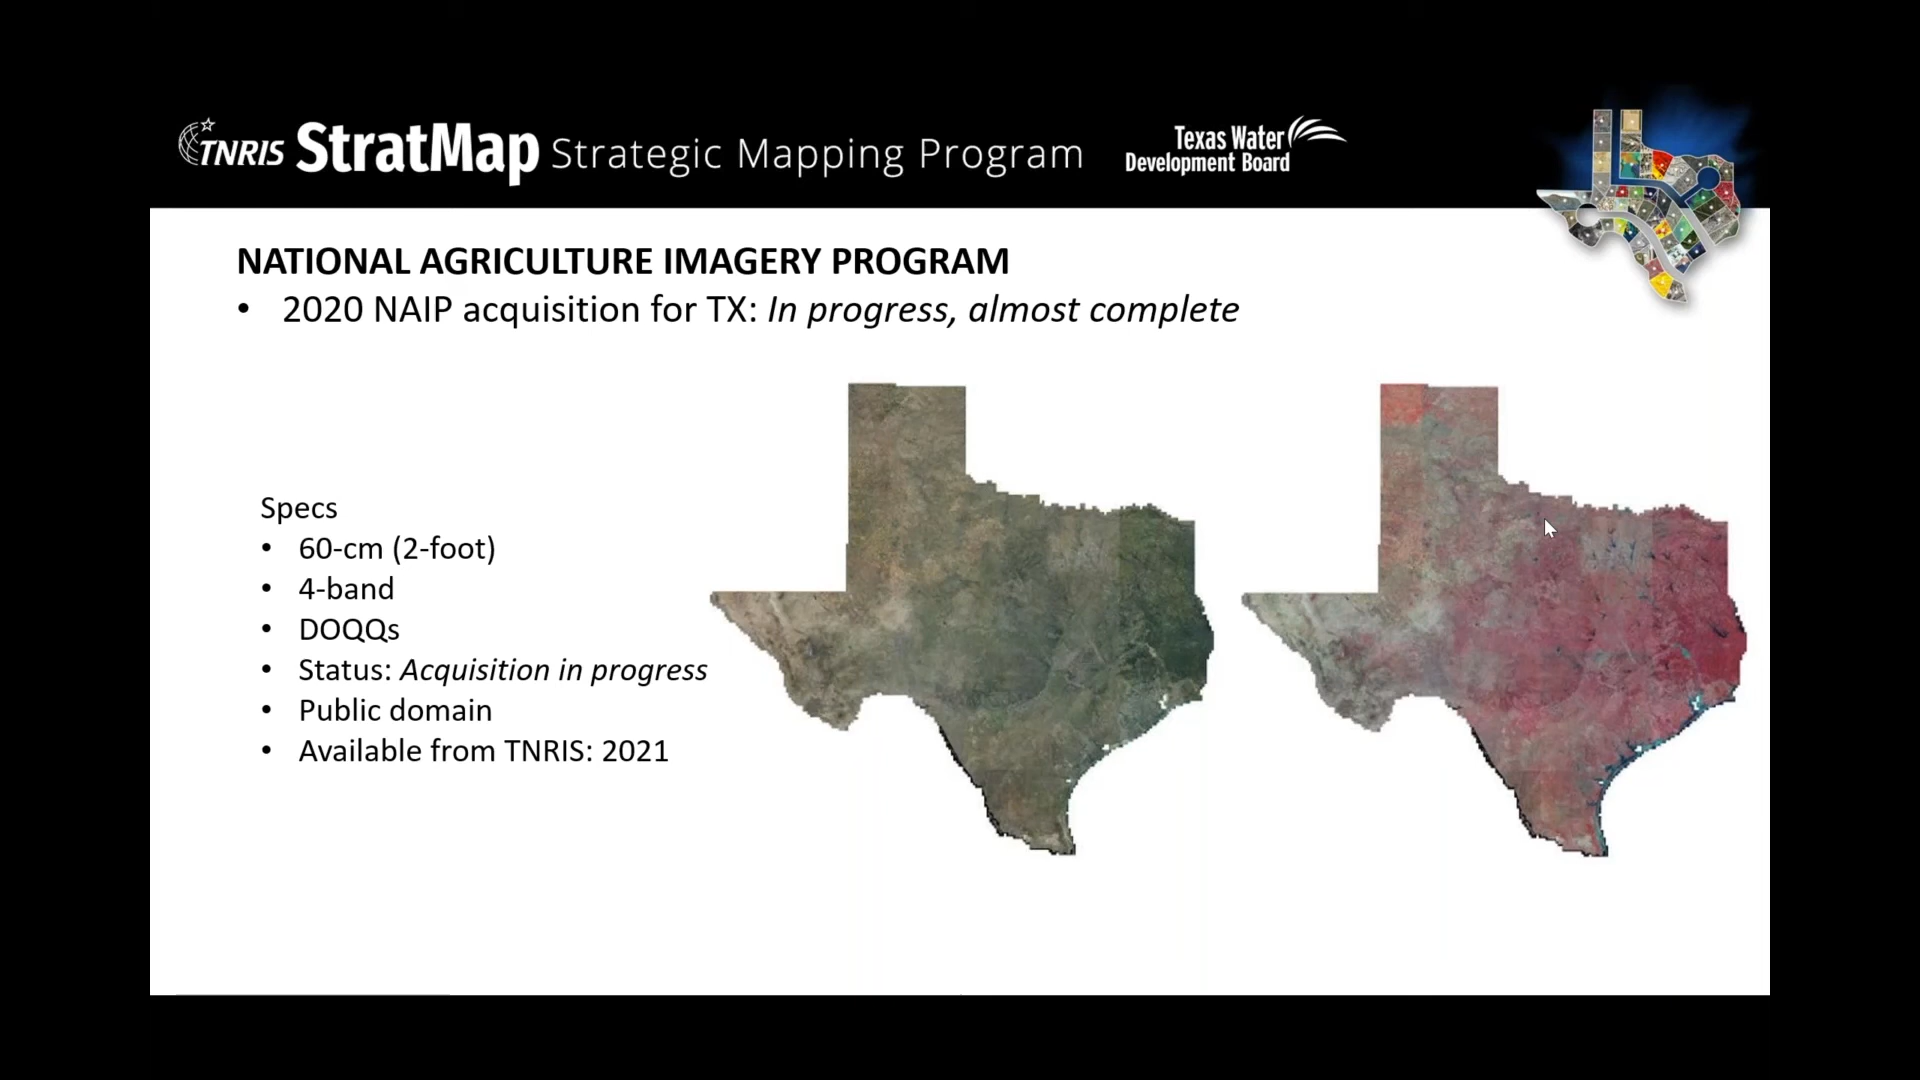 TNRIS StratMap Strategic Mapping Program
Texas Water
Development Board
NATIONAL AGRICULTURE IMAGERY PROGRAM
• 2020 NAIP acquisition for TX: In progress, almost complete
Specs
• 60-cm (2-foot)
• 4-band
• DOQQs
• Status: Acquisition in progress
• Public domain
• Available from TNRIS: 2021